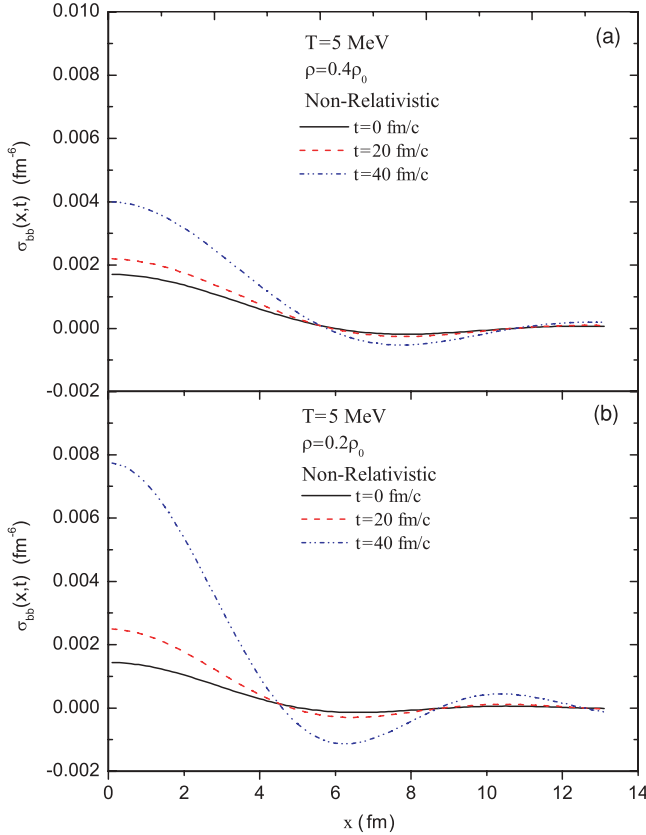 0.010
(a)
T=5 MeV
ρ=0.4ρ₀
0.008
Non-Relativistic
t=0 fm/c
t=20 fm/c
t=40 fm/c
0.006
0.004
0.002
0.000
-0.002
σbb(x,t) (fm⁻⁶)
(b)
T=5 MeV
ρ=0.2ρ₀
0.008
Non-Relativistic
t=0 fm/c
t=20 fm/c
t=40 fm/c
0.006
0.004
0.002
0.000
-0.002
σbb(x,t) (fm⁻⁶)
0 2 4 6 8 10 12 14
x (fm)